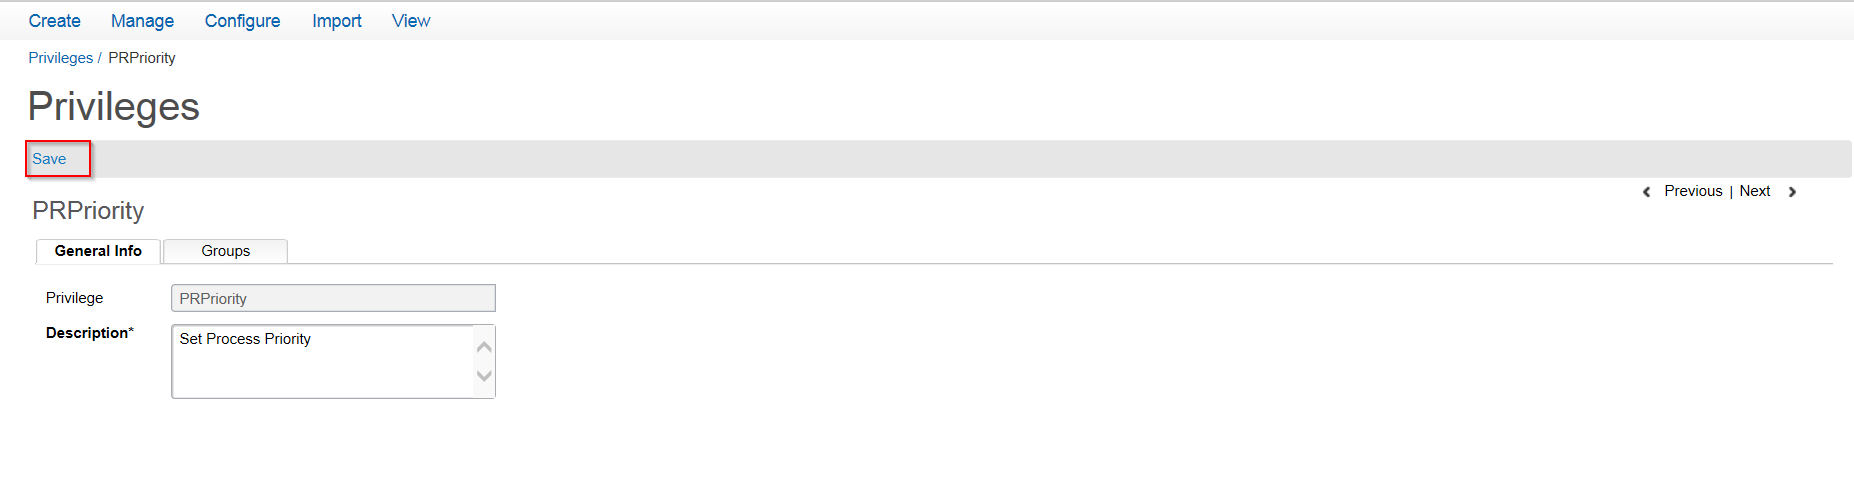 Create Manage Configure Import View
Privileges / PRPriority
Privileges
Save
Previous | Next
PRPriority
General Info Groups
Privilege PRPriority
Description* Set Process Priority